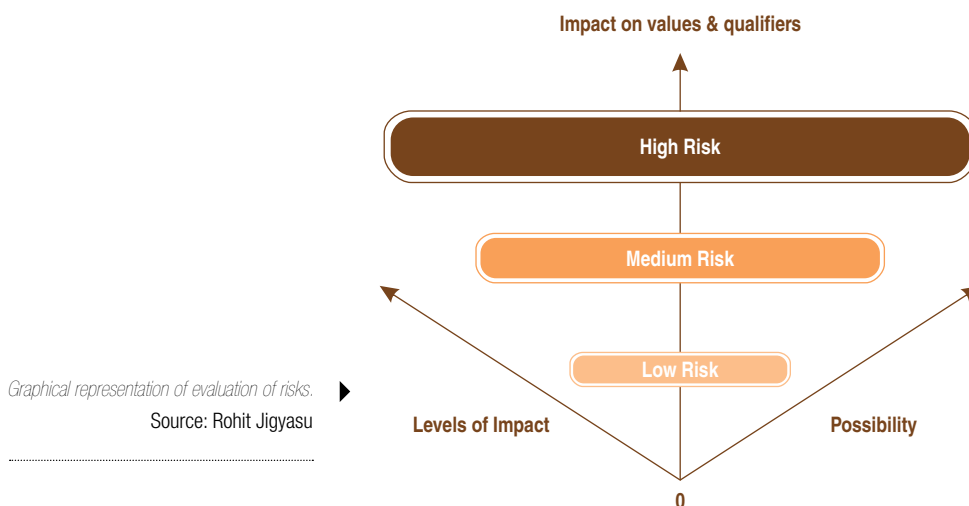 Impact on values & qualifiers
High Risk
Medium Risk
Low Risk
Graphical representation of evaluation of risks.
Source: Rohit Jigyasu
Levels of Impact
Possibility
0